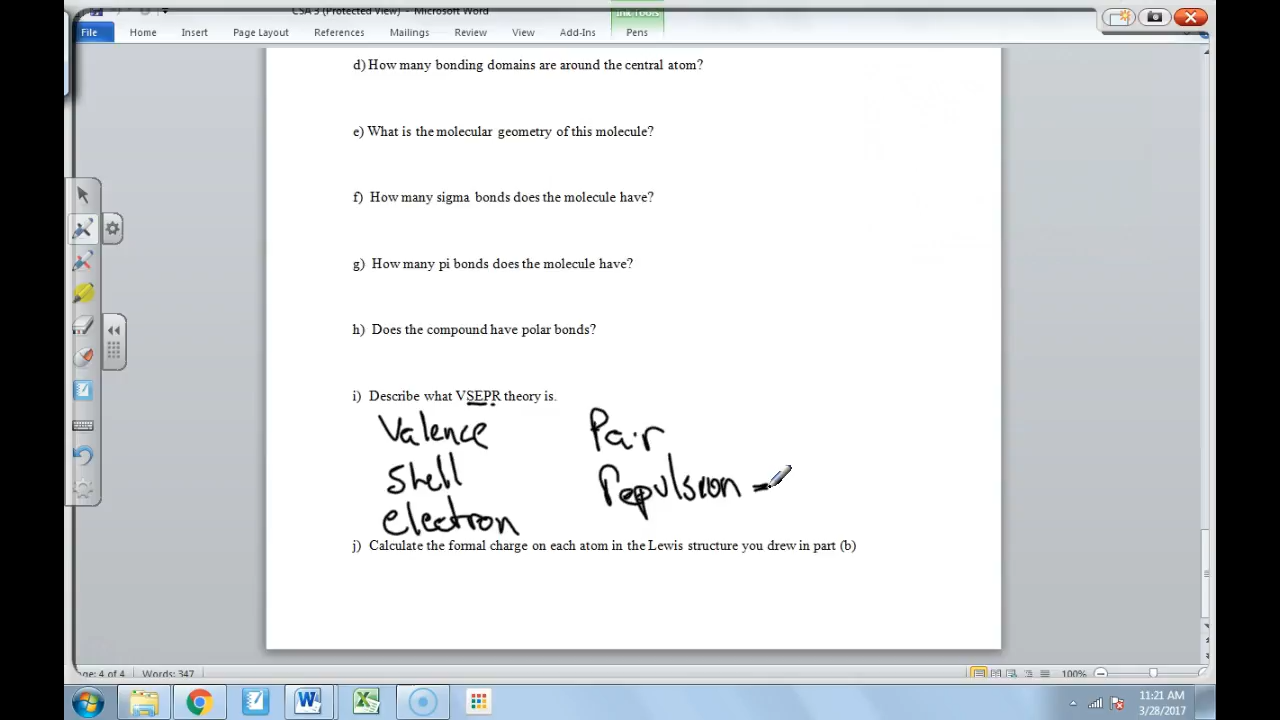 CSA 3 (Protected View) - Microsoft Word
Ink Tools
File Home Insert Page Layout References Mailings Review View Add-Ins Pens
d) How many bonding domains are around the central atom?
e) What is the molecular geometry of this molecule?
f) How many sigma bonds does the molecule have?
g) How many pi bonds does the molecule have?
h) Does the compound have polar bonds?
i) Describe what VSEPR theory is.
Valence Pair
Shell Repulsion =
electron
j) Calculate the formal charge on each atom in the Lewis structure you drew in part (b)
ge: 4 of 4 Words: 347 100%
11:21 AM
3/28/2017